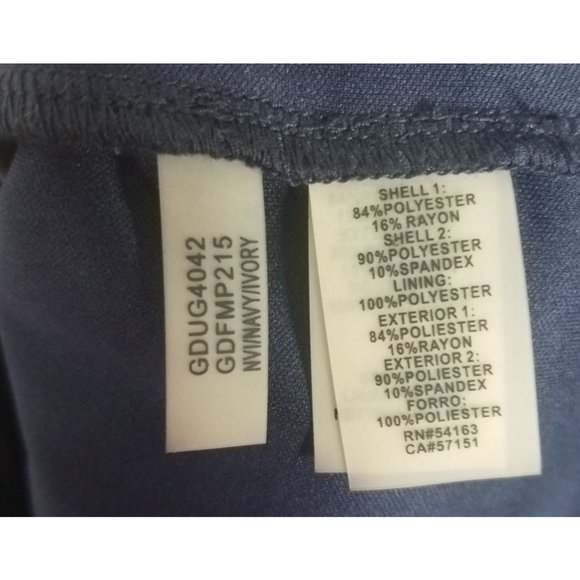 GDUG4042
GDFMP215
NVI/NAVY/IVORY
SHELL 1:
84%POLYESTER
16% RAYON
SHELL 2:
90%POLYESTER
10%SPANDEX
LINING:
100%POLYESTER
EXTERIOR 1:
84%POLIESTER
16%RAYON
EXTERIOR 2:
90%POLIESTER
10%SPANDEX
FORRO:
100%POLIESTER
RN#54163
CA#57151